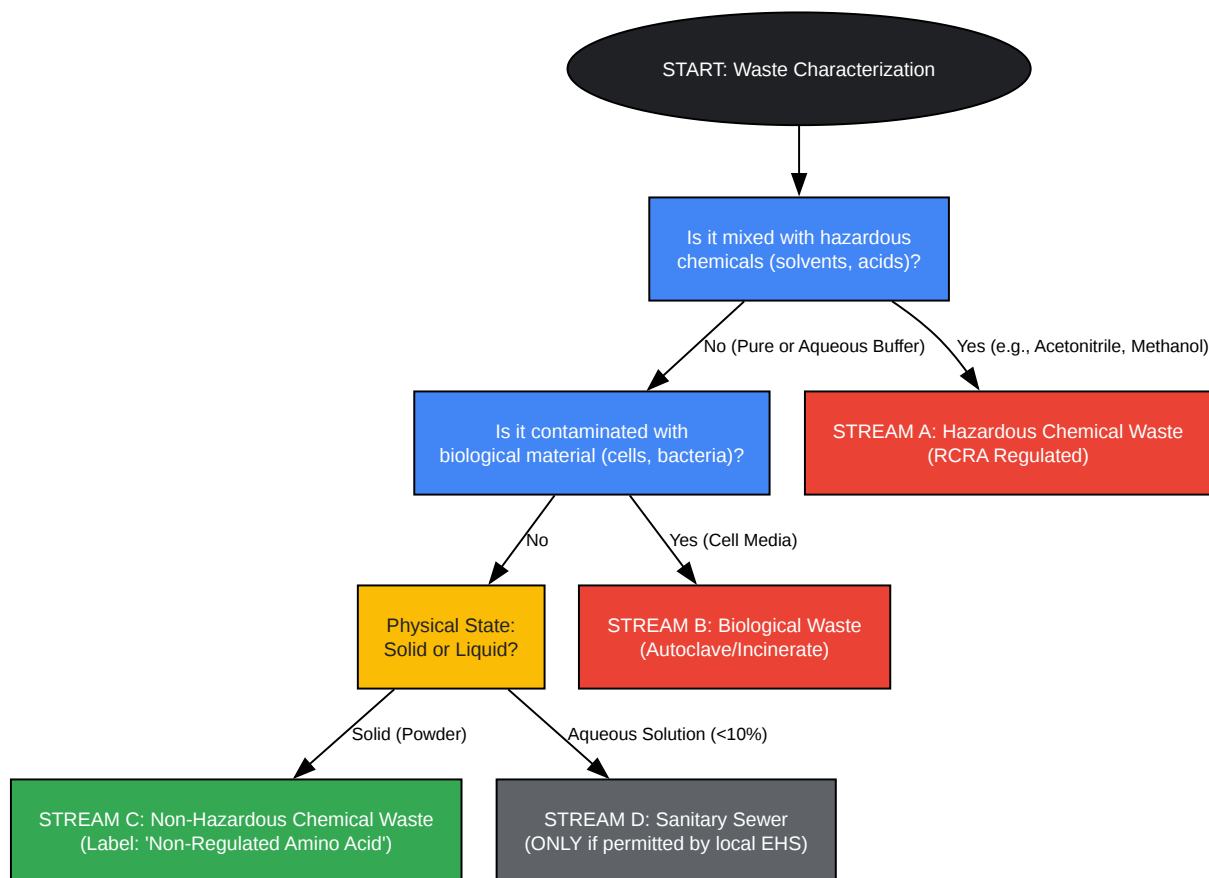 START: Waste Characterization
Is it mixed with hazardous
chemicals (solvents, acids)?
No (Pure or Aqueous Buffer)
Yes (e.g., Acetonitrile, Methanol)
Is it contaminated with
biological material (cells, bacteria)?
STREAM A: Hazardous Chemical Waste
(RCRA Regulated)
No
Yes (Cell Media)
Physical State:
Solid or Liquid?
STREAM B: Biological Waste
(Autoclave/Incinerate)
Solid (Powder)
Aqueous Solution (<10%)
STREAM C: Non-Hazardous Chemical Waste
(Label: 'Non-Regulated Amino Acid')
STREAM D: Sanitary Sewer
(ONLY if permitted by local EHS)